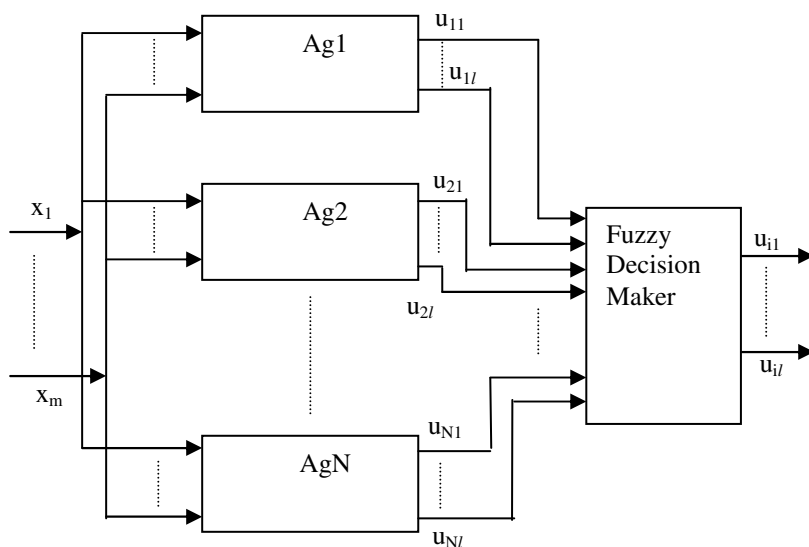 u11
Ag1
u1l
u21
Ag2
x1
Fuzzy
Decision
Maker
ui1
u2l
uil
xm
uN1
AgN
uNl